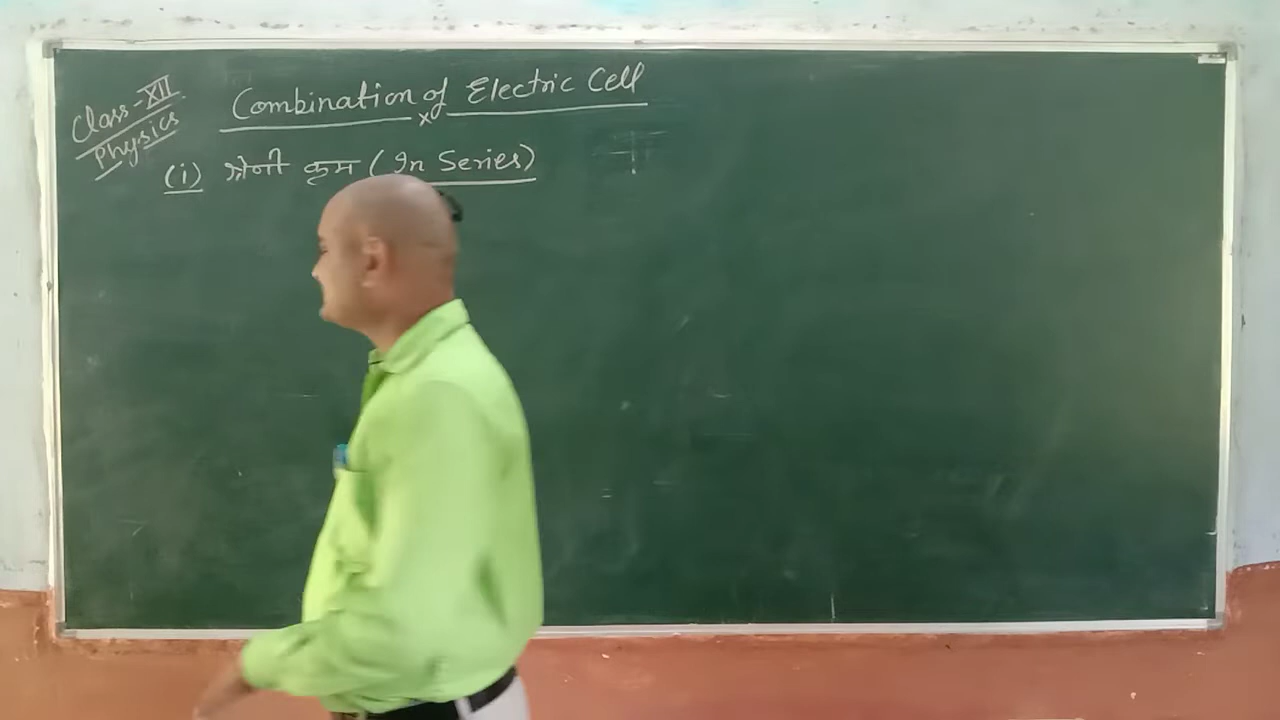 Class-XII
Physics
Combination of Electric Cell
x
(i) श्रेनी क्रम (In Series)